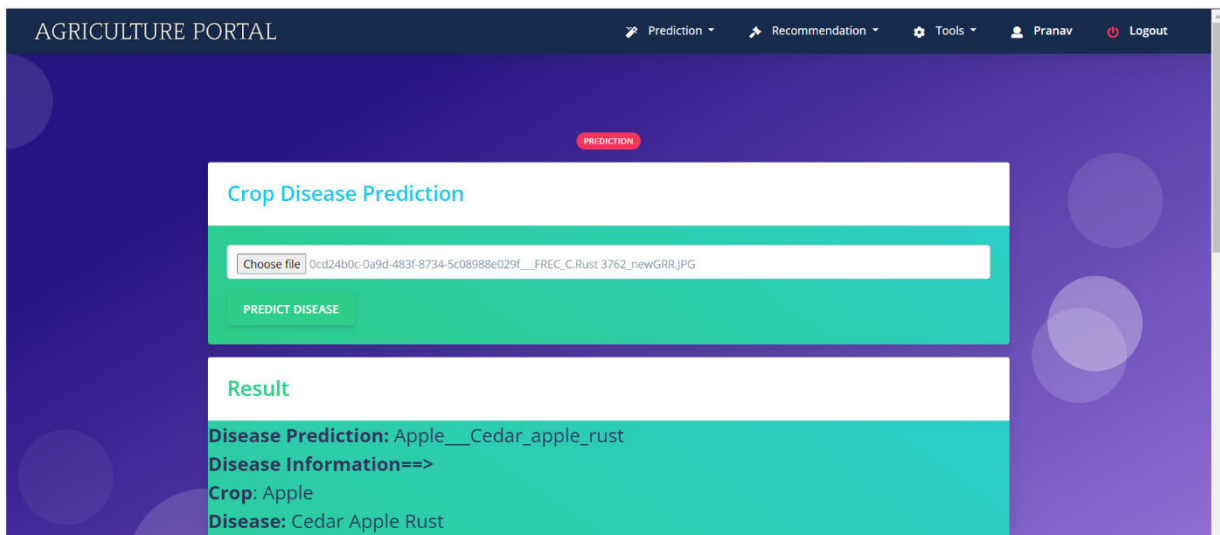 AGRICULTURE PORTAL Prediction Recommendation Tools Pranav Logout
PREDICTION
Crop Disease Prediction
Choose file 0cd24b0c-0a9d-483f-8734-5c08988e029f___FREC_C.Rust 3762_newGRR.JPG
PREDICT DISEASE
Result
Disease Prediction: Apple___Cedar_apple_rust
Disease Information==>
Crop: Apple
Disease: Cedar Apple Rust